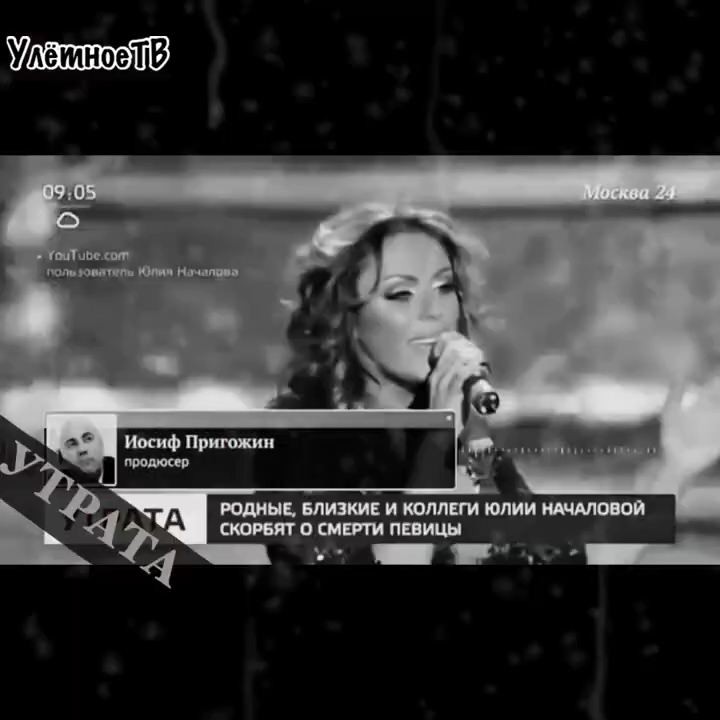 УлётноеТВ
09:05
Москва 24
YouTube.com
пользователь Юлия Началова
Иосиф Пригожин
продюсер
УТРАТА
УТРАТА
РОДНЫЕ, БЛИЗКИЕ И КОЛЛЕГИ ЮЛИИ НАЧАЛОВОЙ
СКОРБЯТ О СМЕРТИ ПЕВИЦЫ